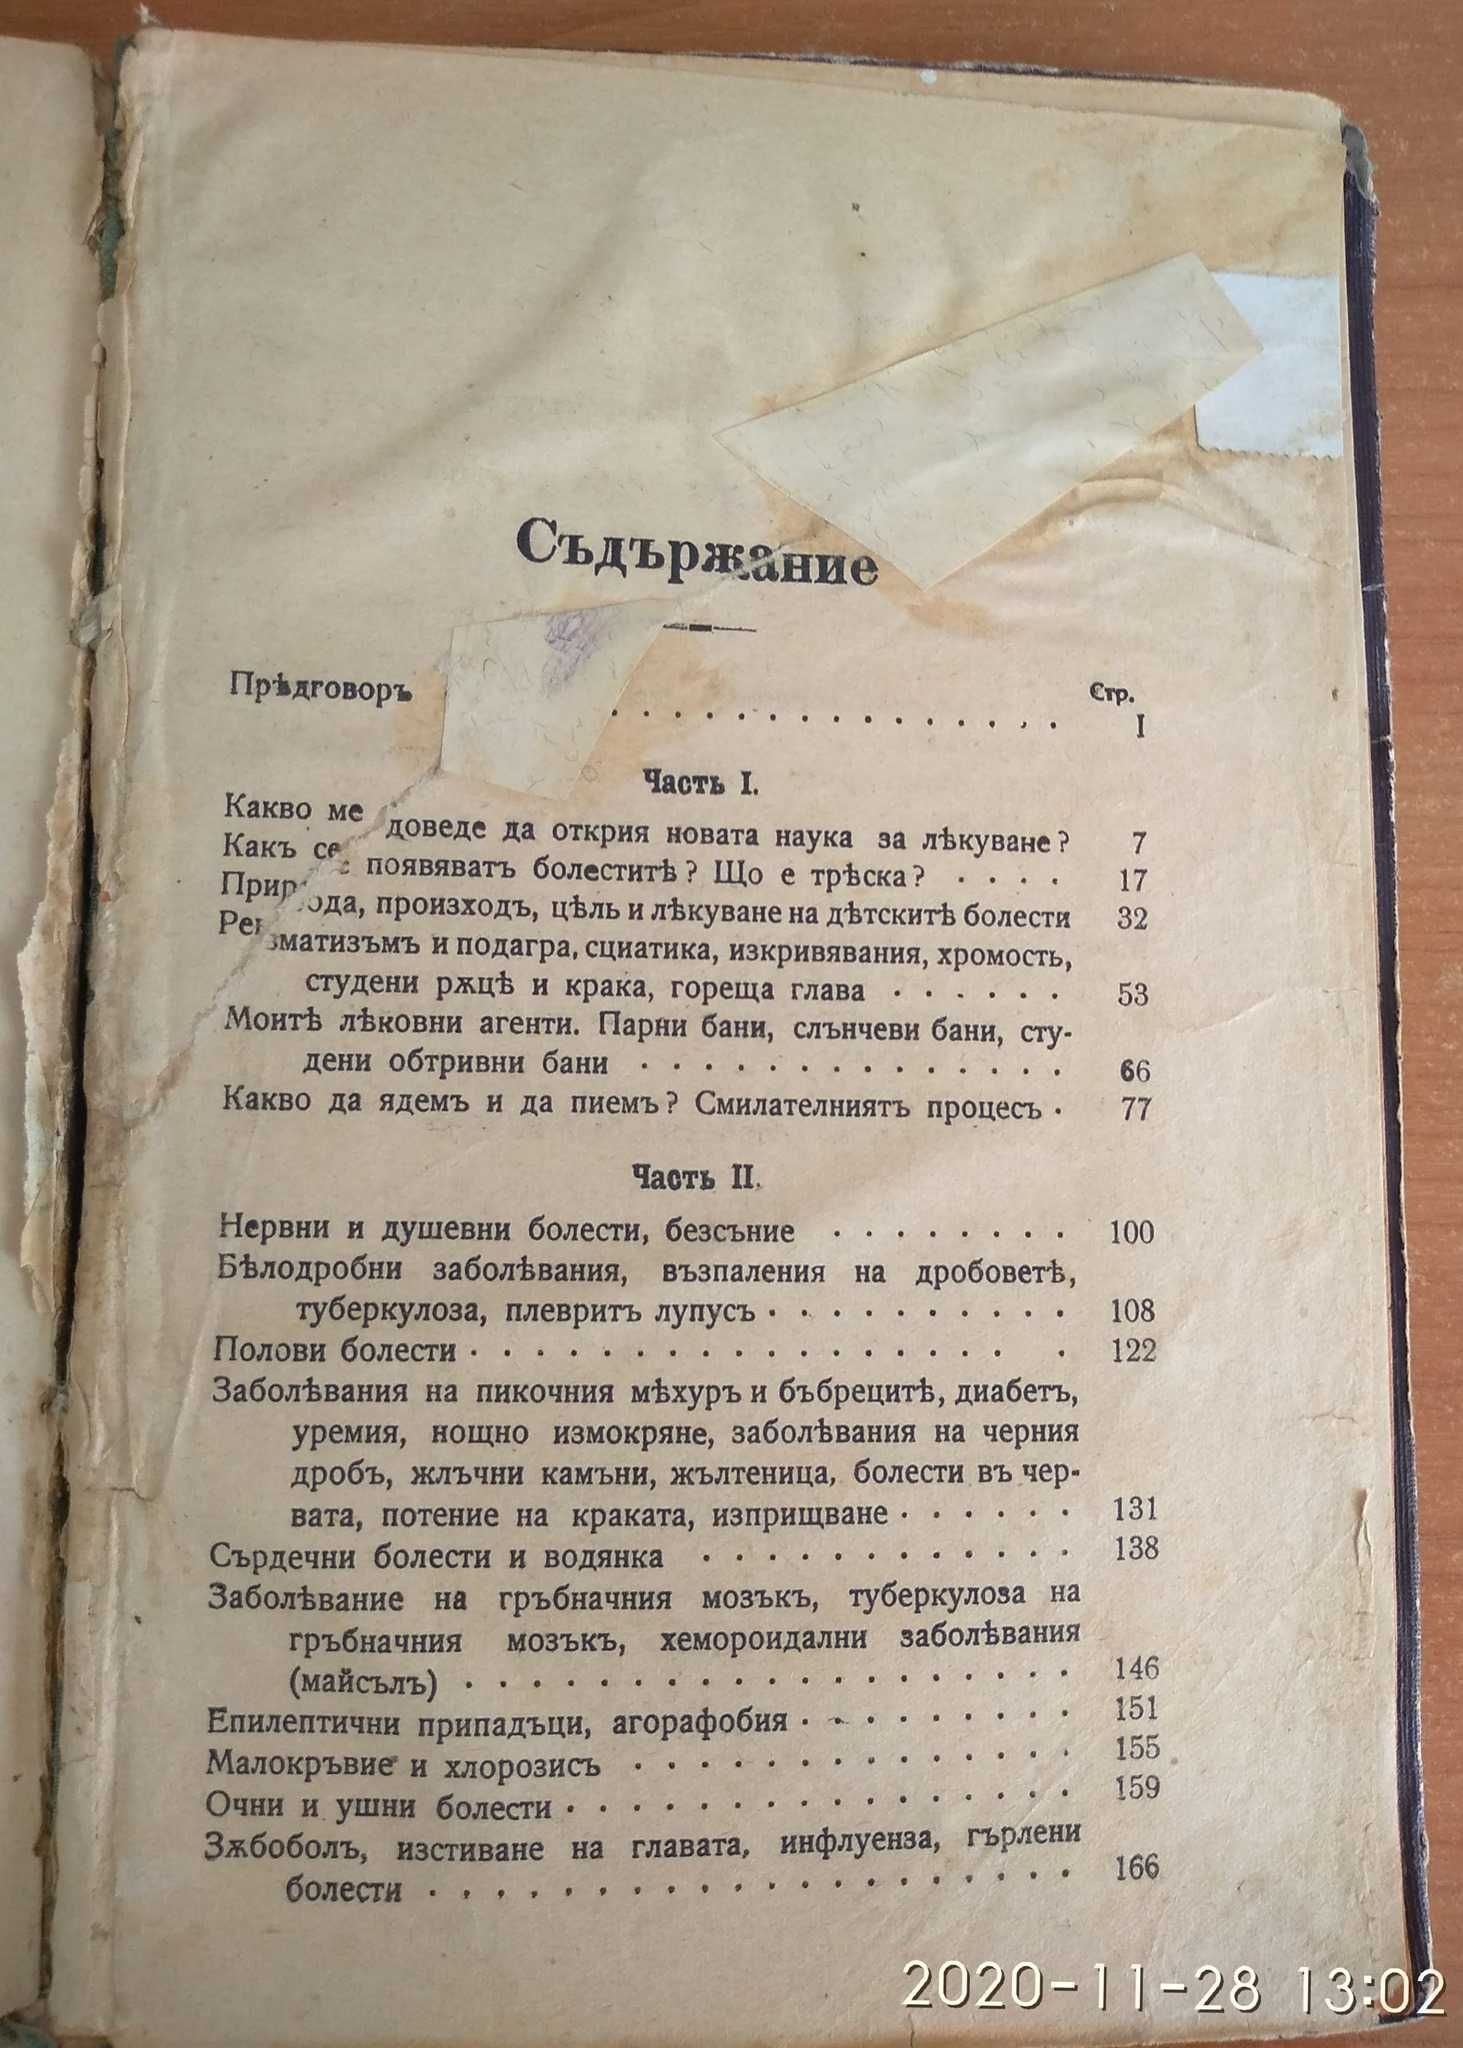 Съдържание
Прѣдговоръ . . . . . . . . . . . . . . Стр. I
Часть I.
Какво ме доведе да открия новата наука за лѣкуване? 7
Какъ се появяватъ болеститѣ? Що е трѣска? . . . . 17
Природа, произходъ, цѣль и лѣкуване на дѣтскитѣ болести 32
Ревматизъмъ и подагра, сциатика, изкривявания, хромость,
студени рѫцѣ и крака, гореща глава . . . . . . 53
Моитѣ лѣковни агенти. Парни бани, слънчеви бани, сту-
дени обтривни бани . . . . . . . . . . . . . 66
Какво да ядемъ и да пиемъ? Смилателниятъ процесъ . 77
Часть II.
Нервни и душевни болести, безсъние . . . . . . . . 100
Бѣлодробни заболѣвания, възпаления на дробоветѣ,
туберкулоза, плевритъ лупусъ . . . . . . . . . . 108
Полови болести . . . . . . . . . . . . . . . . . . 122
Заболѣвания на пикочния мѣхуръ и бъбрецитѣ, диабетъ,
уремия, нощно измокряне, заболѣвания на черния
дробъ, жлъчни камъни, жълтеница, болести въ чер-
вата, потение на краката, изприщване . . . . . . 131
Сърдечни болести и водянка . . . . . . . . . . . . 138
Заболѣвание на гръбначния мозъкъ, туберкулоза на
гръбначния мозъкъ, хемороидални заболѣвания
(майсълъ) . . . . . . . . . . . . . . . . . . . 146
Епилептични припадъци, агорафобия . . . . . . . . . 151
Малокръвие и хлорозисъ . . . . . . . . . . . . . . 155
Очни и ушни болести . . . . . . . . . . . . . . . . 159
Зѫбоболъ, изстиване на главата, инфлуенза, гърлени
болести . . . . . . . . . . . . . . . . . . . . 166
2020-11-28 13:02